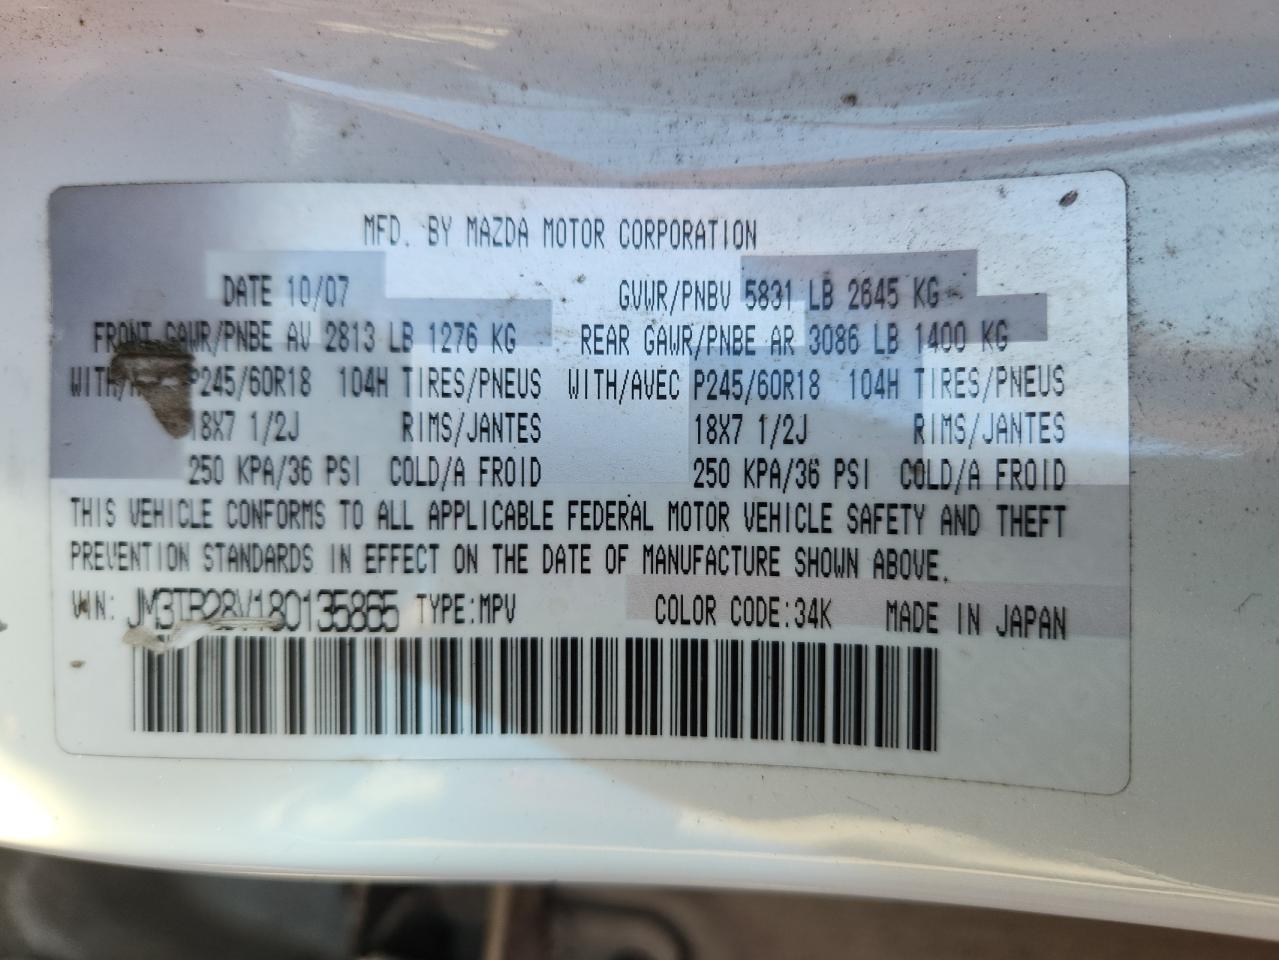 MFD. BY MAZDA MOTOR CORPORATION
DATE 10/07 GVWR/PNBV 5831 LB 2645 KG
FRONT GAWR/PNBE AV 2813 LB 1276 KG REAR GAWR/PNBE AR 3086 LB 1400 KG
P245/60R18 104H TIRES/PNEUS WITH/AVEC P245/60R18 104H TIRES/PNEUS
18X7 1/2J RIMS/JANTES 18X7 1/2J RIMS/JANTES
250 KPA/36 PSI COLD/A FROID 250 KPA/36 PSI COLD/A FROID
THIS VEHICLE CONFORMS TO ALL APPLICABLE FEDERAL MOTOR VEHICLE SAFETY AND THEFT
PREVENTION STANDARDS IN EFFECT ON THE DATE OF MANUFACTURE SHOWN ABOVE.
VIN: JM3TB28V180135865 TYPE:MPV COLOR CODE:34K MADE IN JAPAN